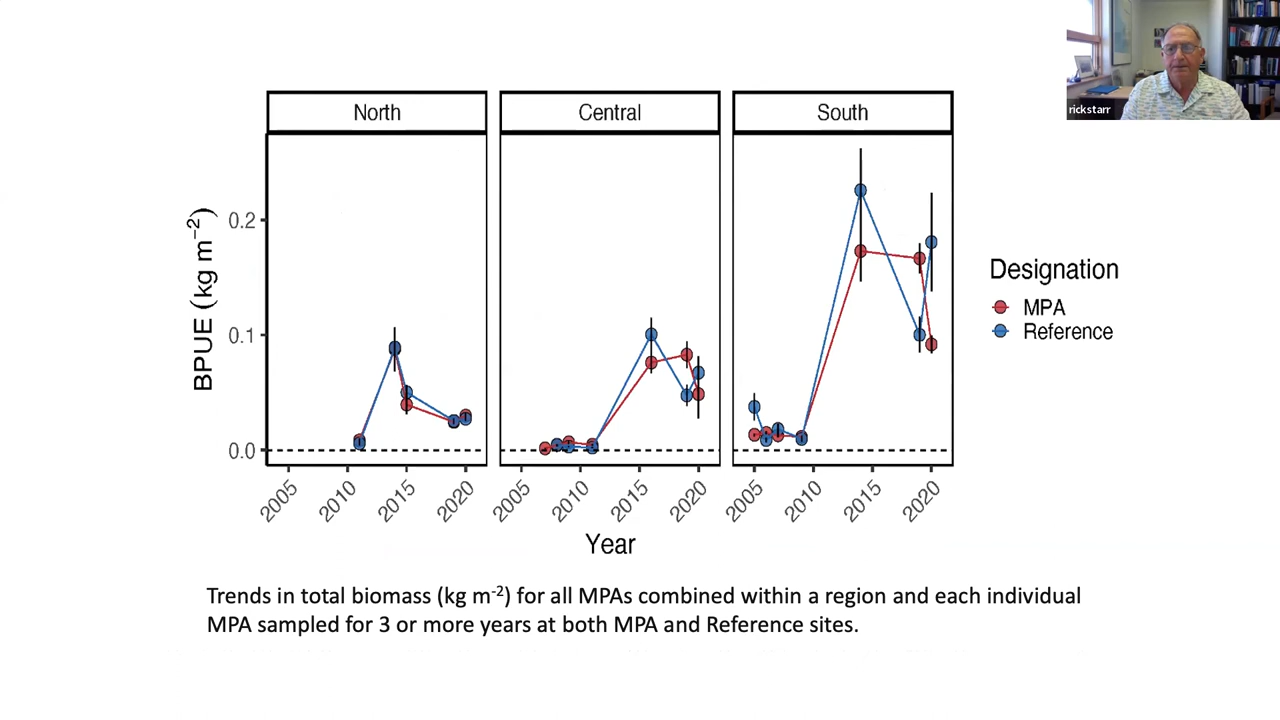 rickstarr
North
Central
South
BPUE (kg m−2)
0.2
0.1
0.0
2005
2010
2015
2020
2005
2010
2015
2020
2005
2010
2015
2020
Year
Designation
MPA
Reference
Trends in total biomass (kg m-2) for all MPAs combined within a region and each individual
MPA sampled for 3 or more years at both MPA and Reference sites.